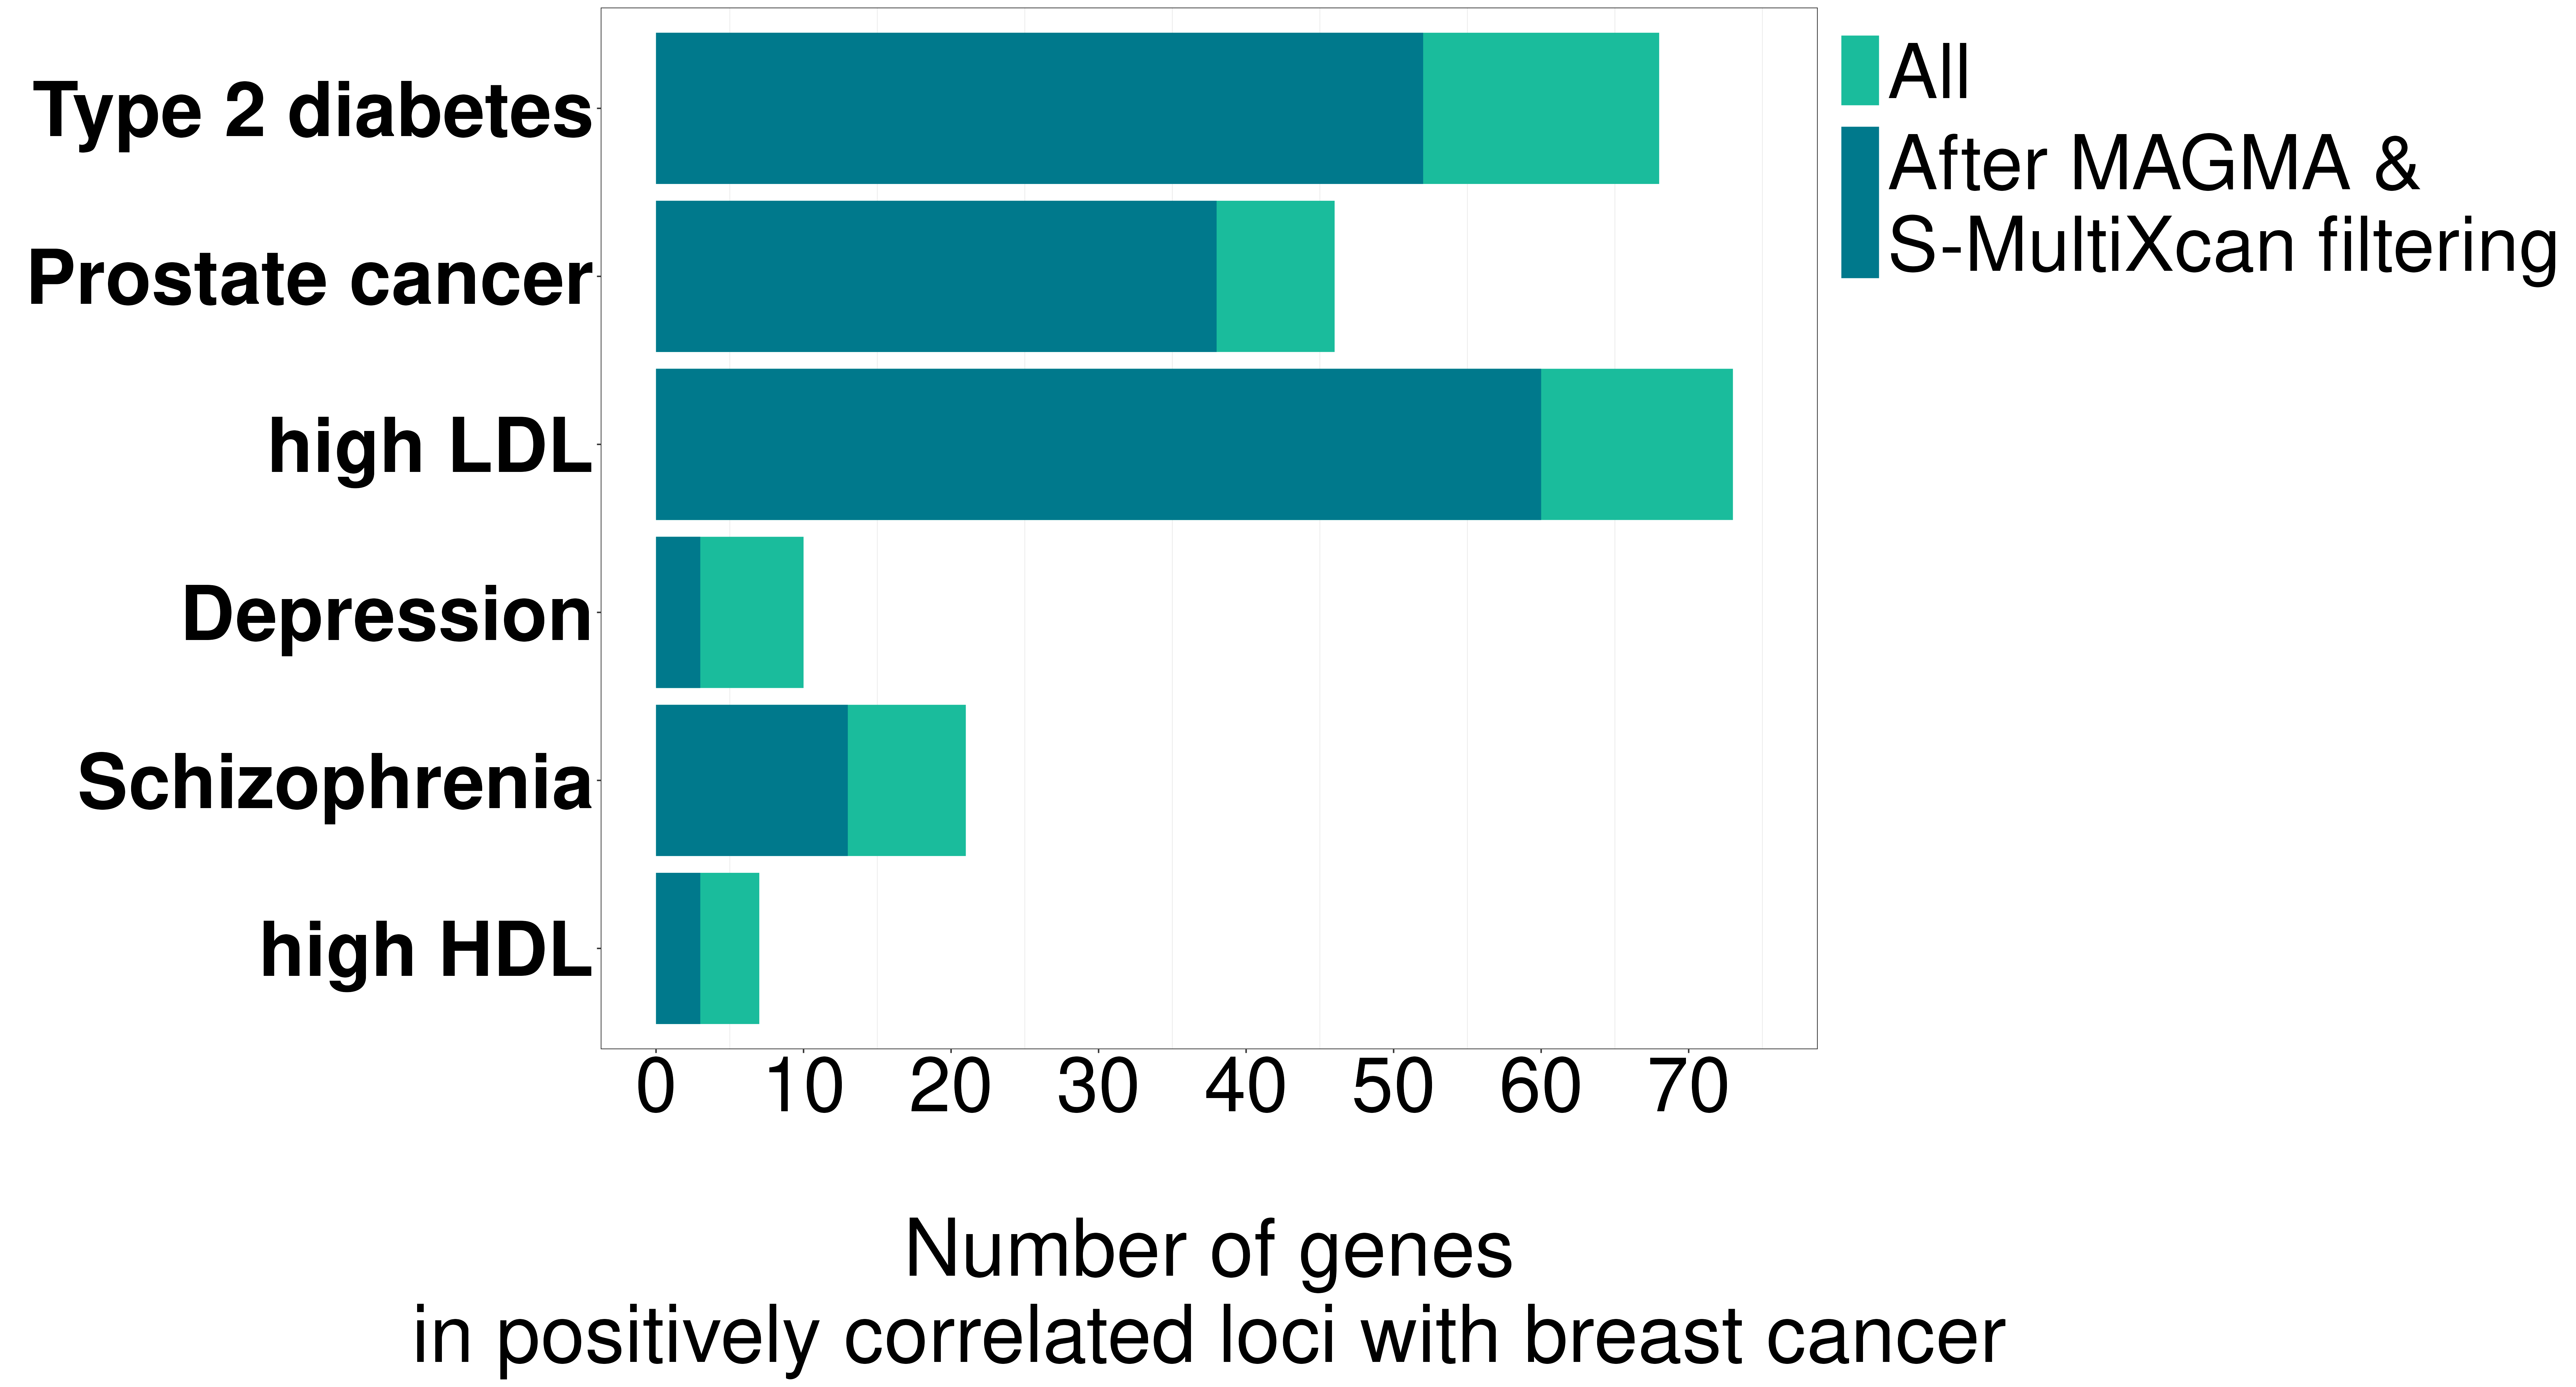 Type 2 diabetes
Prostate cancer
high LDL
Depression
Schizophrenia
high HDL
0 10 20 30 40 50 60 70
Number of genes
in positively correlated loci with breast cancer
All
After MAGMA &
S-MultiXcan filtering